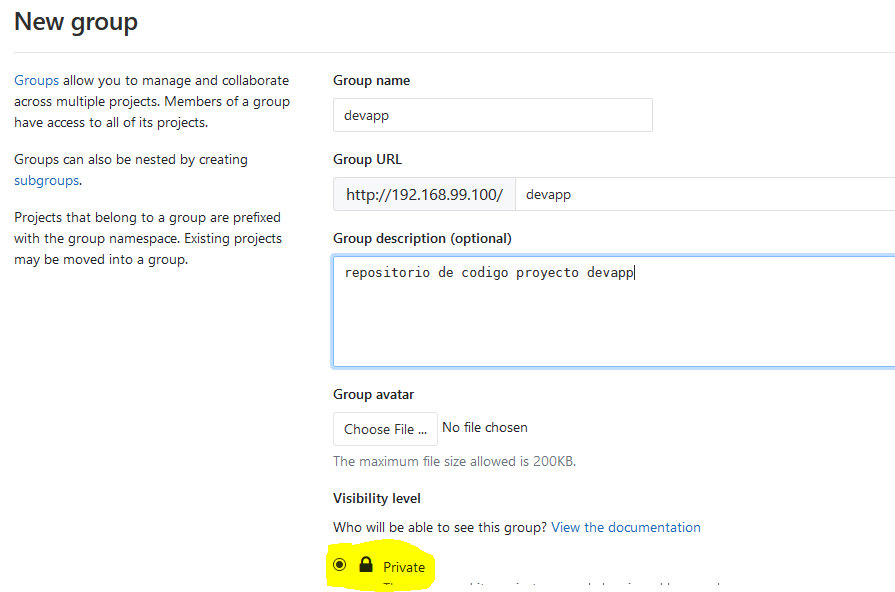 New group
Groups allow you to manage and collaborate
across multiple projects. Members of a group
have access to all of its projects.
Groups can also be nested by creating
subgroups.
Projects that belong to a group are prefixed
with the group namespace. Existing projects
may be moved into a group.
Group name
devapp
Group URL
http://192.168.99.100/ devapp
Group description (optional)
repositorio de codigo proyecto devapp
Group avatar
Choose File ... No file chosen
The maximum file size allowed is 200KB.
Visibility level
Who will be able to see this group? View the documentation
Private